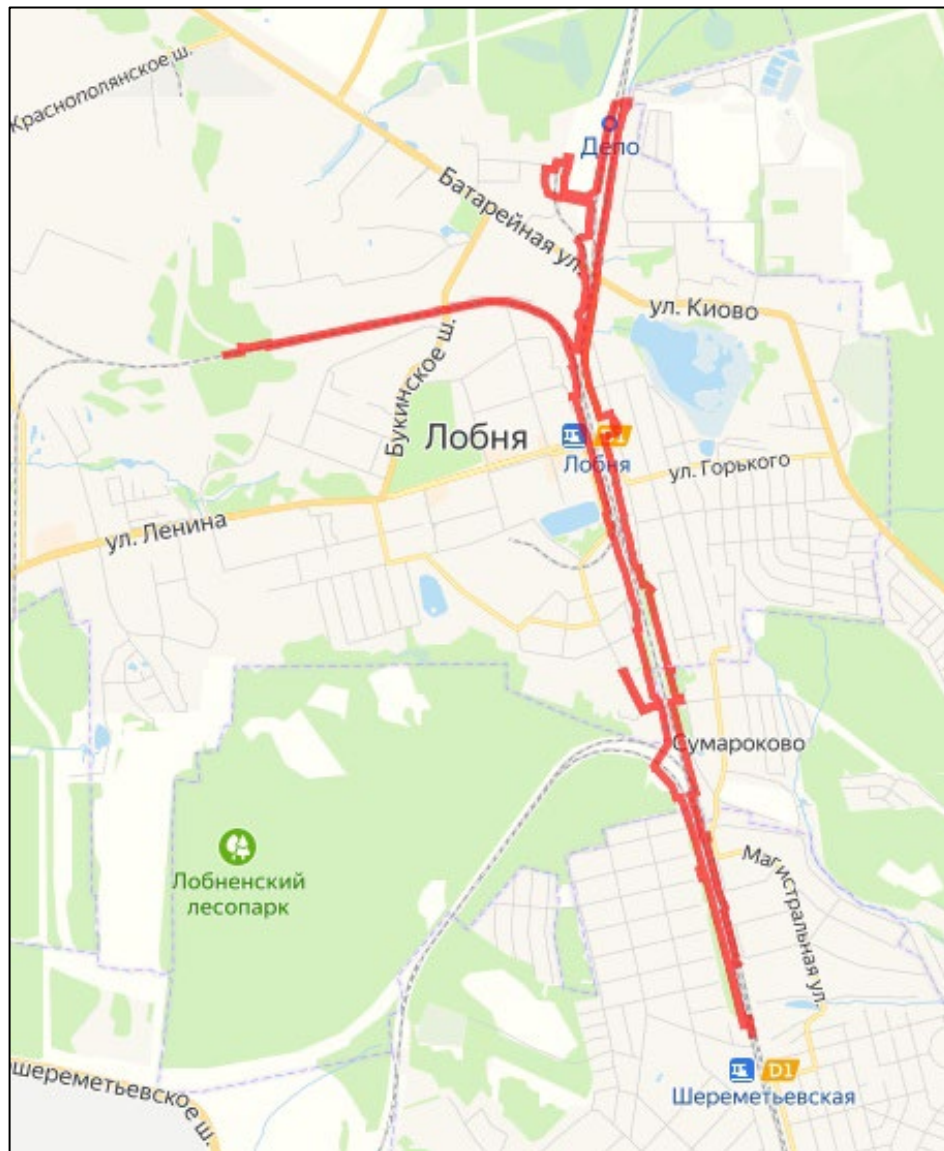 Краснополянское ш.
Депо
Батарейная ул.
ул. Киово
Букинское ш.
Лобня
D1
Лобня
ул. Горького
ул. Ленина
Сумароково
Лобненский
лесопарк
Магистральная ул.
шереметьевское ш.
D1
Шереметьевская